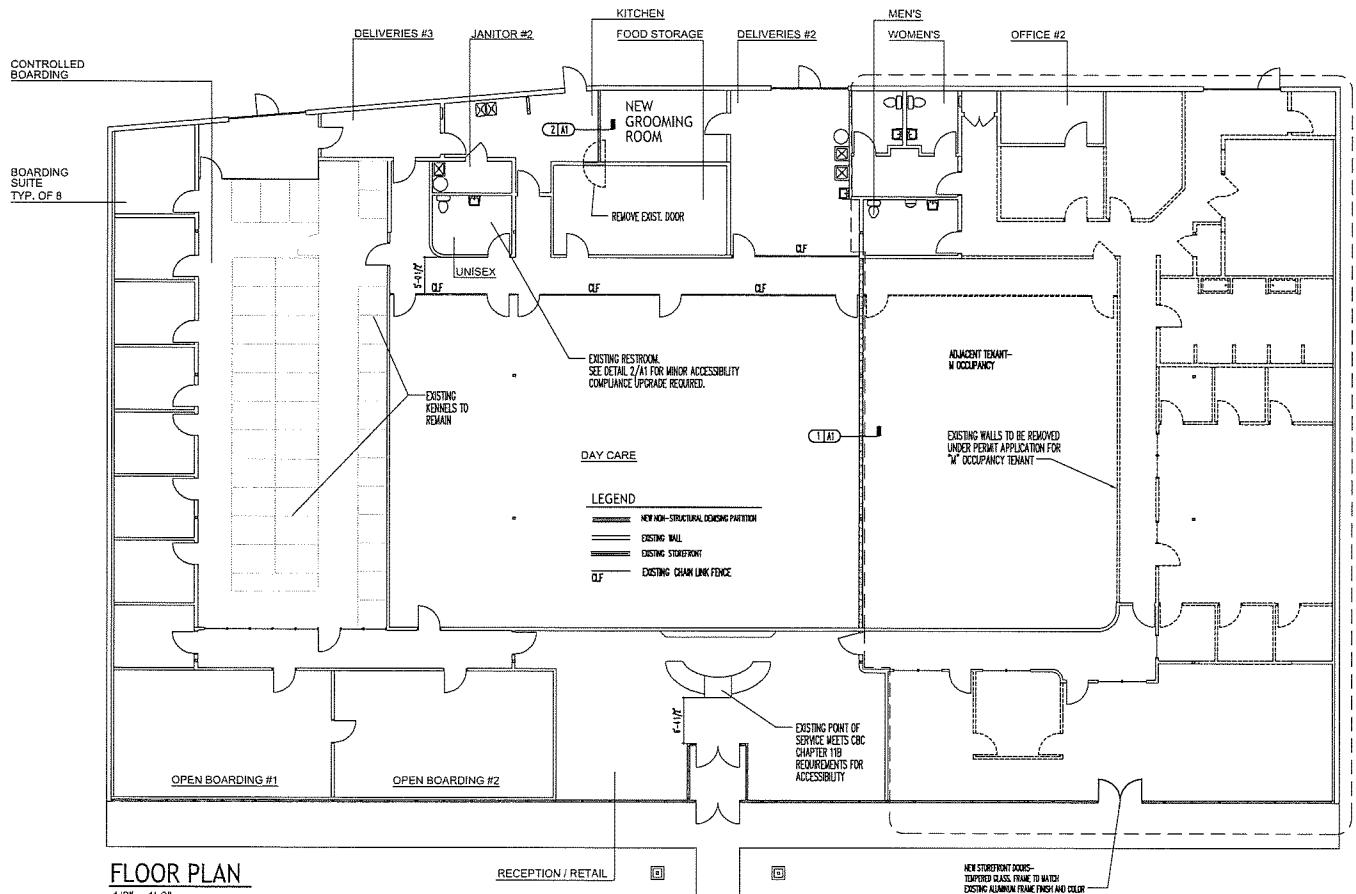 KITCHEN
MEN'S
DELIVERIES #3
JANITOR #2
FOOD STORAGE
DELIVERIES #2
WOMEN'S
OFFICE #2
CONTROLLED
BOARDING
NEW
GROOMING
ROOM
2 A1
BOARDING
SUITE
TYP. OF 8
REMOVE EXIST. DOOR
CLF
UNISEX
CLF
CLF
CLF
EXISTING RESTROOM.
SEE DETAIL 2/A1 FOR MINOR ACCESSIBILITY
COMPLIANCE UPGRADE REQUIRED.
ADJACENT TENANT-
M OCCUPANCY
EXISTING
KENNELS TO
REMAIN
1 A1
EXISTING WALLS TO BE REMOVED
UNDER PERMIT APPLICATION FOR
"M" OCCUPANCY TENANT
DAY CARE
LEGEND
NEW NON-STRUCTURAL DEMISING PARTITION
EXISTING WALL
EXISTING STOREFRONT
CLF
EXISTING CHAIN LINK FENCE
EXISTING POINT OF
SERVICE MEETS CBC
CHAPTER 11B
REQUIREMENTS FOR
ACCESSIBILITY
OPEN BOARDING #1
OPEN BOARDING #2
FLOOR PLAN
RECEPTION / RETAIL
NEW STOREFRONT DOORS-
TEMPERED GLASS, FRAME TO MATCH
EXISTING ALUMINUM FRAME FINISH AND COLOR